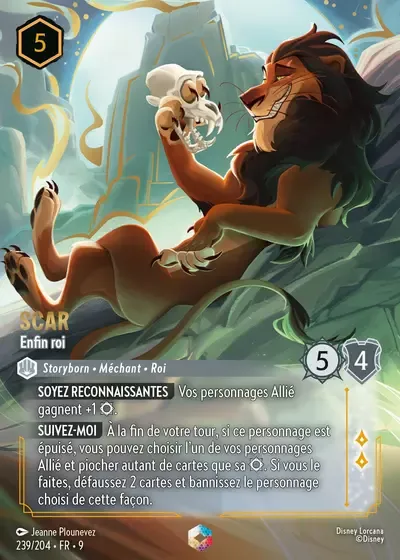 5
SCAR
Enfin roi
Storyborn • Méchant • Roi
5 4
SOYEZ RECONNAISSANTES Vos personnages Allié
gagnent +1 ¤.
SUIVEZ-MOI À la fin de votre tour, si ce personnage est
épuisé, vous pouvez choisir l'un de vos personnages
Allié et piocher autant de cartes que sa ¤. Si vous le
faites, défaussez 2 cartes et bannissez le personnage
choisi de cette façon.
Jeanne Plounevez
239/204 • FR • 9
Disney Lorcana
©Disney